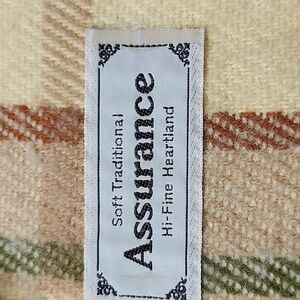 Soft Traditional
Assurance
Hi-Fine Heartland